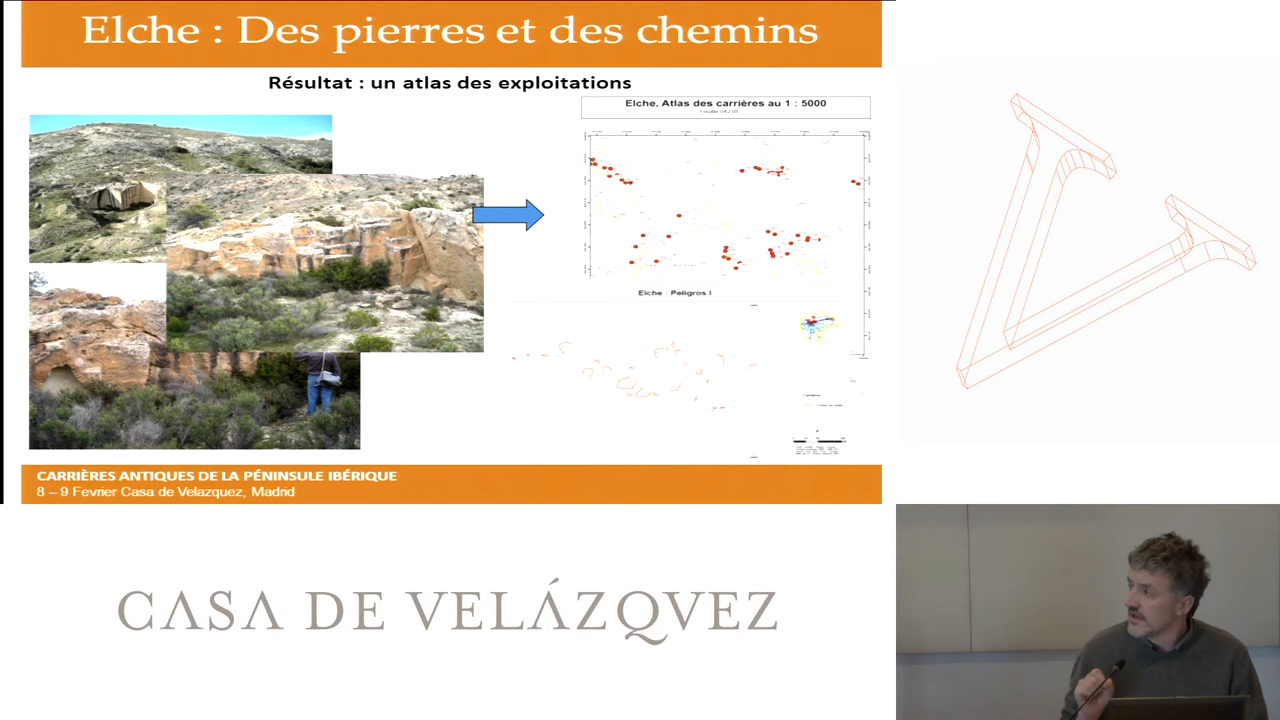 Elche : Des pierres et des chemins
Résultat : un atlas des exploitations
Elche, Atlas des carrières au 1 : 5000
Elche : Peligros I
CARRIÈRES ANTIQUES DE LA PÉNINSULE IBÉRIQUE
8 – 9 Fevrier Casa de Velazquez, Madrid
CASA DE VELÁZQVEZ